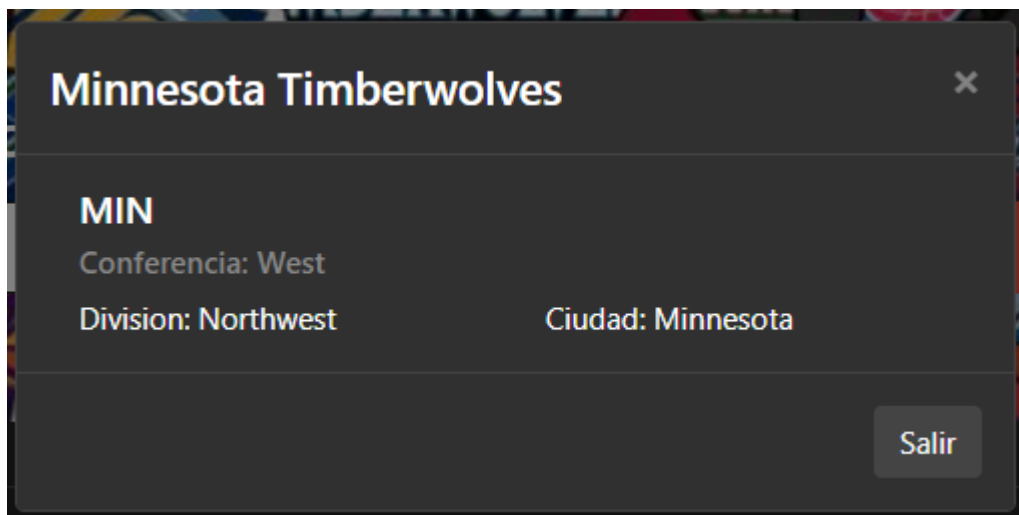 Minnesota Timberwolves ×
MIN
Conferencia: West
Division: Northwest Ciudad: Minnesota
Salir